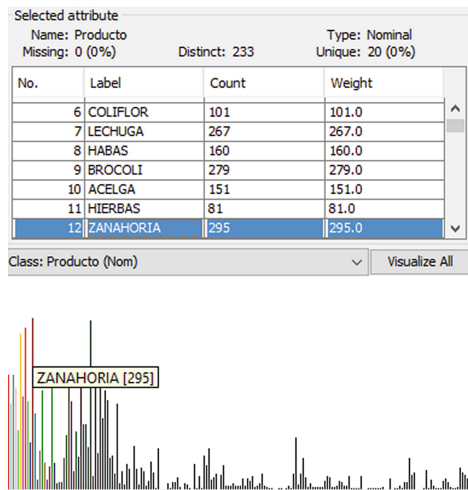 Selected attribute
Name: Producto Type: Nominal
Missing: 0 (0%) Distinct: 233 Unique: 20 (0%)
No. Label Count Weight
6 COLIFLOR 101 101.0
7 LECHUGA 267 267.0
8 HABAS 160 160.0
9 BROCOLI 279 279.0
10 ACELGA 151 151.0
11 HIERBAS 81 81.0
12 ZANAHORIA 295 295.0
Class: Producto (Nom) Visualize All
ZANAHORIA [295]